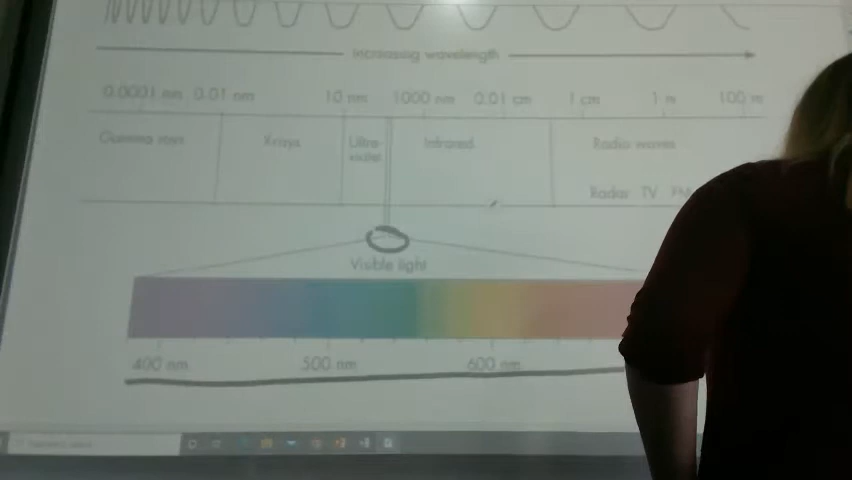 Increasing wavelength
0.0001 nm 0.01 nm 10 nm 1000 nm 0.01 cm 1 cm 1 m 100 m
Gamma rays X-rays Ultra- Infrared Radio waves
violet
Radar TV FM
Visible light
400 nm 500 nm 600 nm